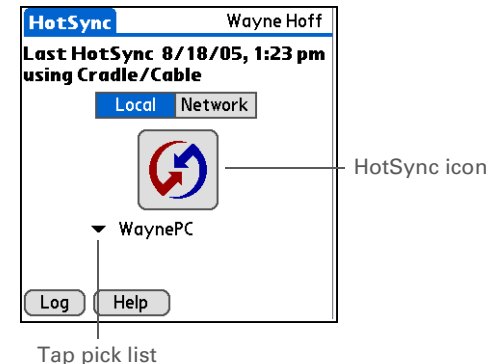 HotSync Wayne Hoff
Last HotSync 8/18/05, 1:23 pm
using Cradle/Cable
Local Network
HotSync icon
WaynePC
Log Help
Tap pick list